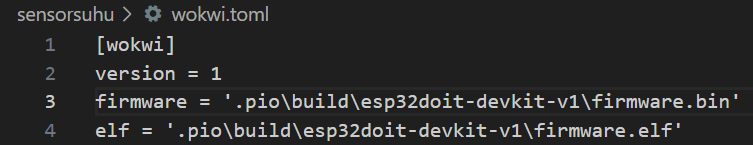 sensorsuhu > wokwi.toml
1 [wokwi]
2 version = 1
3 firmware = '.pio\build\esp32doit-devkit-v1\firmware.bin'
4 elf = '.pio\build\esp32doit-devkit-v1\firmware.elf'